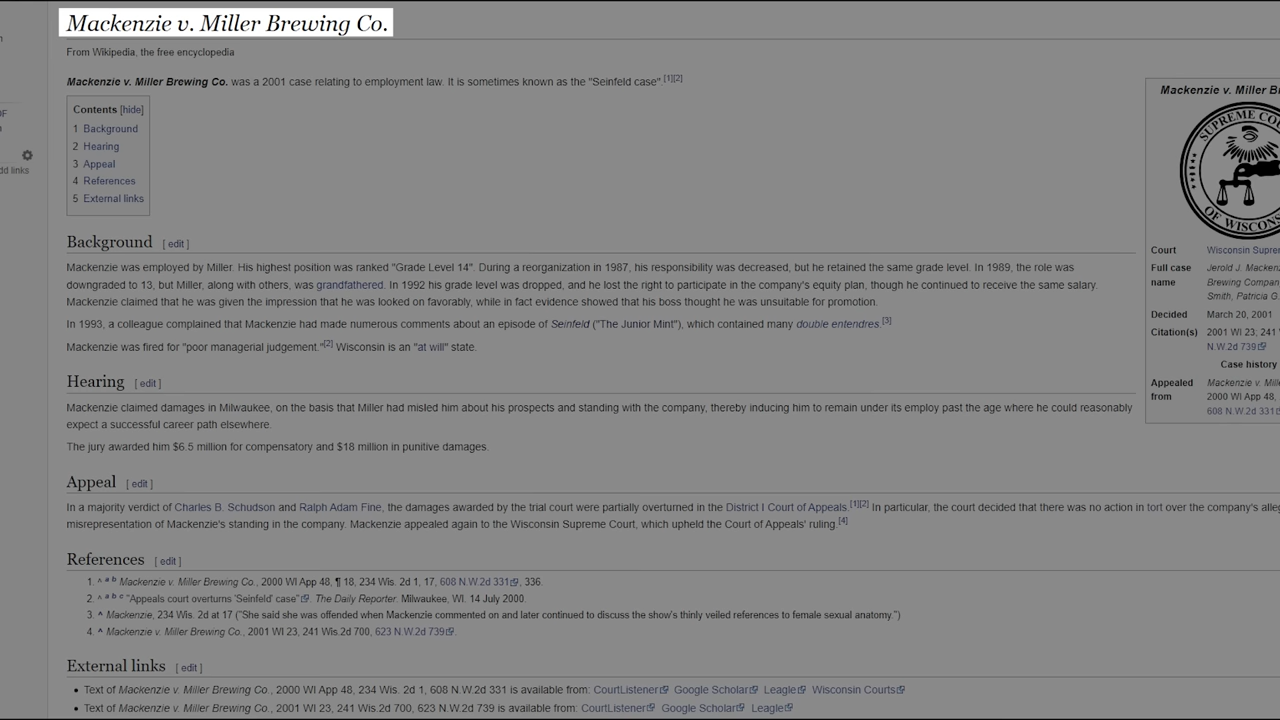 Mackenzie v. Miller Brewing Co.
From Wikipedia, the free encyclopedia
Mackenzie v. Miller Brewing Co. was a 2001 case relating to employment law. It is sometimes known as the "Seinfeld case".[1][2]
Contents [hide]
1 Background
2 Hearing
3 Appeal
4 References
5 External links
dd links
Background [ edit ]
Mackenzie was employed by Miller. His highest position was ranked "Grade Level 14". During a reorganization in 1987, his responsibility was decreased, but he retained the same grade level. In 1989, the role was
downgraded to 13, but Miller, along with others, was grandfathered. In 1992 his grade level was dropped, and he lost the right to participate in the company's equity plan, though he continued to receive the same salary.
Mackenzie claimed that he was given the impression that he was looked on favorably, while in fact evidence showed that his boss thought he was unsuitable for promotion.
In 1993, a colleague complained that Mackenzie had made numerous comments about an episode of Seinfeld ("The Junior Mint"), which contained many double entendres.[3]
Mackenzie was fired for "poor managerial judgement."[2] Wisconsin is an "at will" state.
Hearing [ edit ]
Mackenzie claimed damages in Milwaukee, on the basis that Miller had misled him about his prospects and standing with the company, thereby inducing him to remain under its employ past the age where he could reasonably
expect a successful career path elsewhere.
The jury awarded him $6.5 million for compensatory and $18 million in punitive damages.
Appeal [ edit ]
In a majority verdict of Charles B. Schudson and Ralph Adam Fine, the damages awarded by the trial court were partially overturned in the District I Court of Appeals.[1][2] In particular, the court decided that there was no action in tort over the company's alleg
misrepresentation of Mackenzie's standing in the company. Mackenzie appealed again to the Wisconsin Supreme Court, which upheld the Court of Appeals' ruling.[4]
References [ edit ]
1. ^ a b Mackenzie v. Miller Brewing Co., 2000 WI App 48, ¶ 18, 234 Wis. 2d 1, 17, 608 N.W.2d 331, 336.
2. ^ a b c "Appeals court overturns 'Seinfeld' case". The Daily Reporter. Milwaukee, WI. 14 July 2000.
3. ^ Mackenzie, 234 Wis. 2d at 17 ("She said she was offended when Mackenzie commented on and later continued to discuss the show's thinly veiled references to female sexual anatomy.")
4. ^ Mackenzie v. Miller Brewing Co., 2001 WI 23, 241 Wis.2d 700, 623 N.W.2d 739.
External links [ edit ]
• Text of Mackenzie v. Miller Brewing Co., 2000 WI App 48, 234 Wis. 2d 1, 608 N.W.2d 331 is available from: CourtListener Google Scholar Leagle Wisconsin Courts
• Text of Mackenzie v. Miller Brewing Co., 2001 WI 23, 241 Wis.2d 700, 623 N.W.2d 739 is available from: CourtListener Google Scholar Leagle
Mackenzie v. Miller B
SUPREME COU
OF WISCONS
Court Wisconsin Suprem
Full case Jerold J. Macken
name Brewing Compan
Smith, Patricia G.
Decided March 20, 2001
Citation(s) 2001 WI 23, 241
N.W.2d 739
Case history
Appealed Mackenzie v. Mill
from 2000 WI App 48,
608 N.W.2d 331